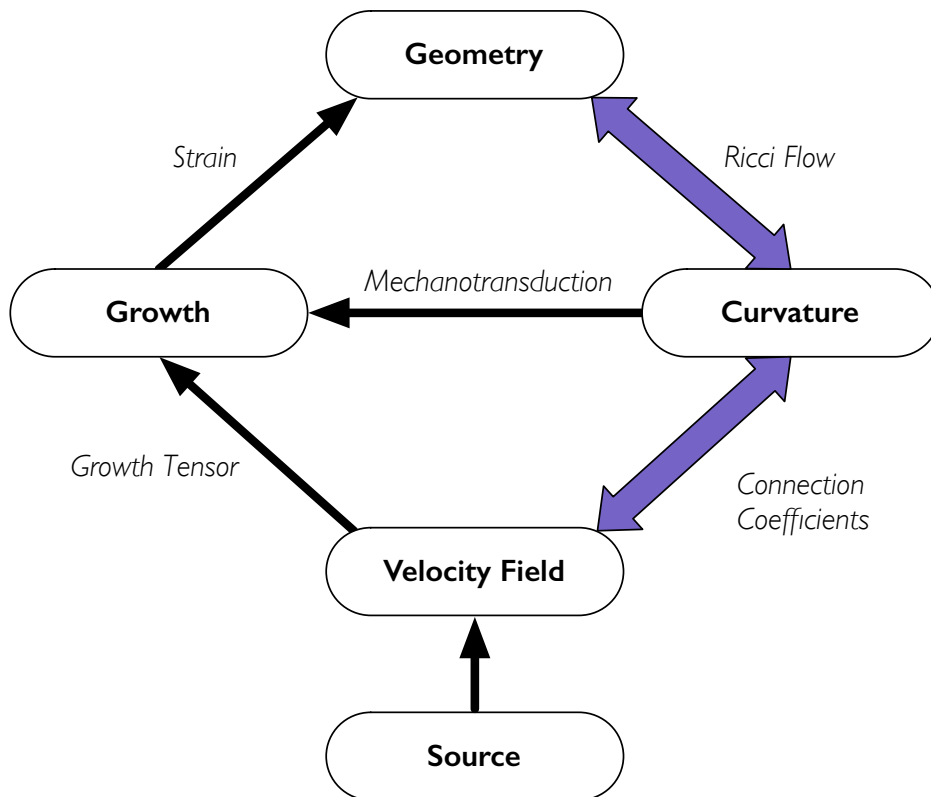 Geometry
Strain
Ricci Flow
Mechanotransduction
Growth
Curvature
Growth Tensor
Connection
Coefficients
Velocity Field
Source